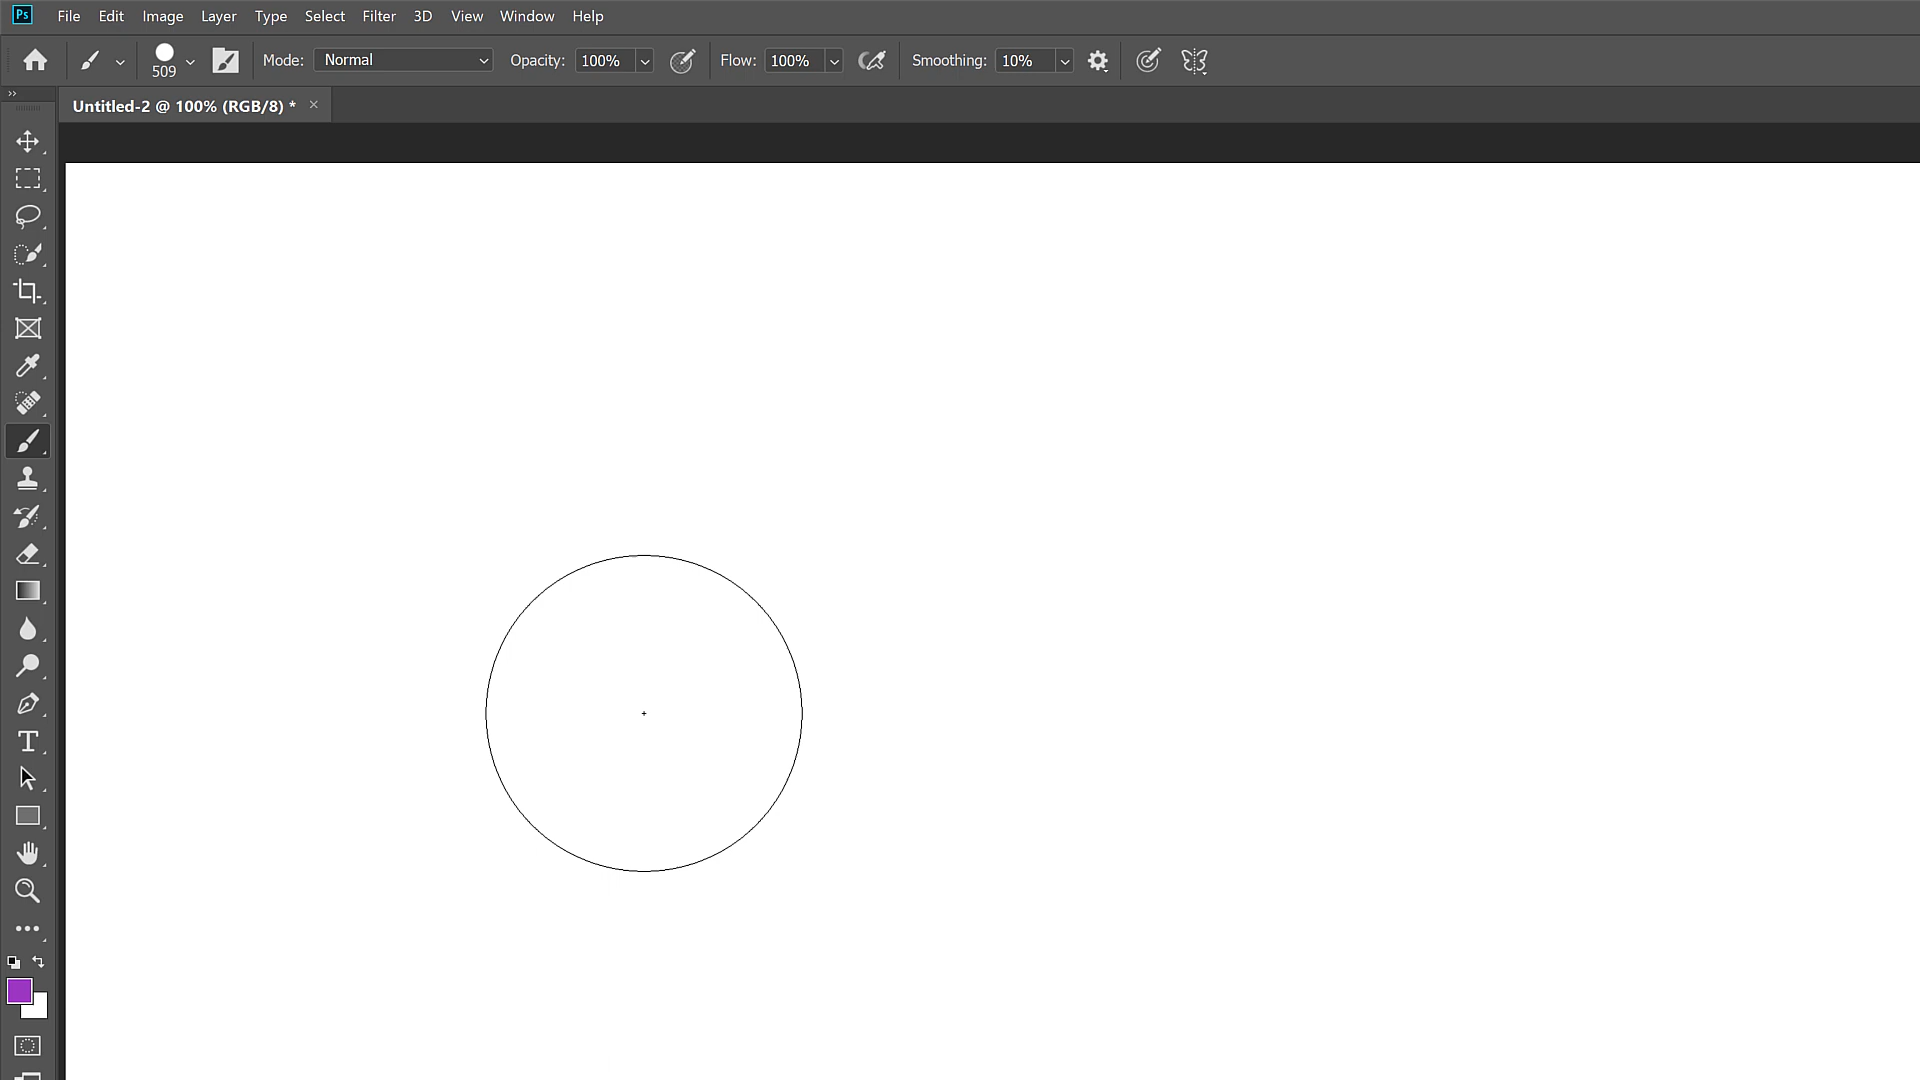 Ps File Edit Image Layer Type Select Filter 3D View Window Help
509 Mode: Normal Opacity: 100% Flow: 100% Smoothing: 10%
Untitled-2 @ 100% (RGB/8) *